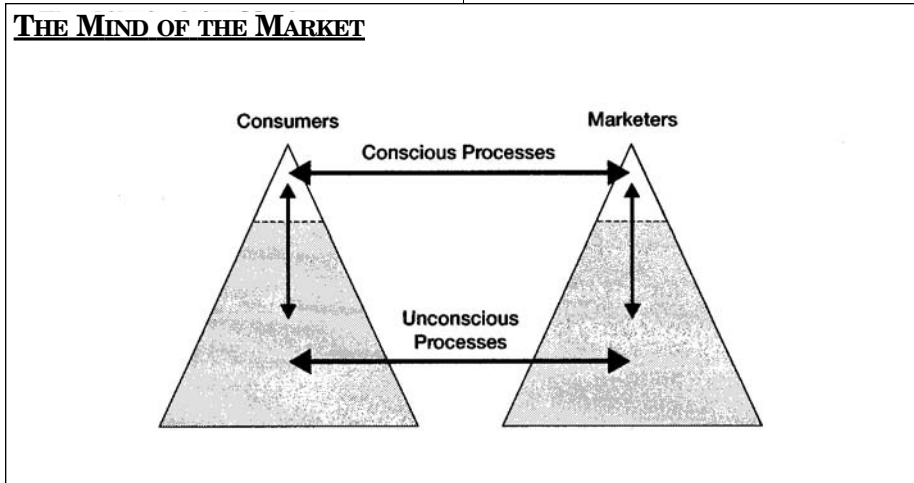 THE MIND OF THE MARKET
Consumers
Marketers
Conscious Processes
Unconscious
Processes